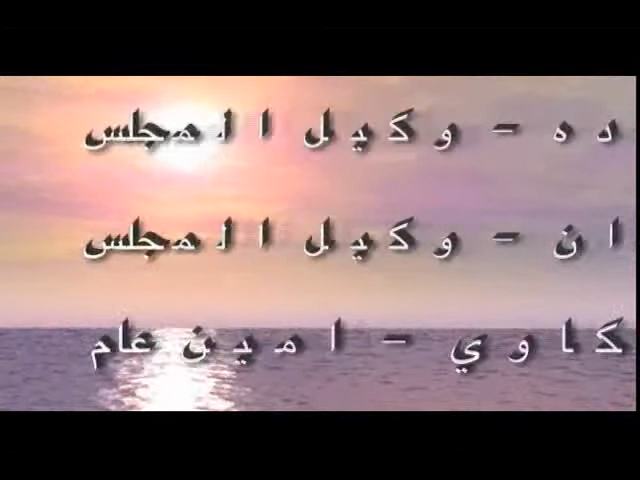 ده - وكيل المجلس
ان - وكيل المجلس
كاوي - امين عام